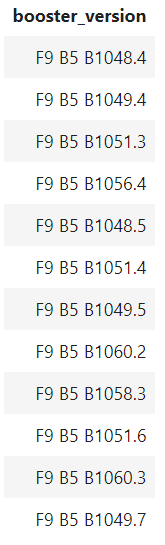 booster_version
F9 B5 B1048.4
F9 B5 B1049.4
F9 B5 B1051.3
F9 B5 B1056.4
F9 B5 B1048.5
F9 B5 B1051.4
F9 B5 B1049.5
F9 B5 B1060.2
F9 B5 B1058.3
F9 B5 B1051.6
F9 B5 B1060.3
F9 B5 B1049.7